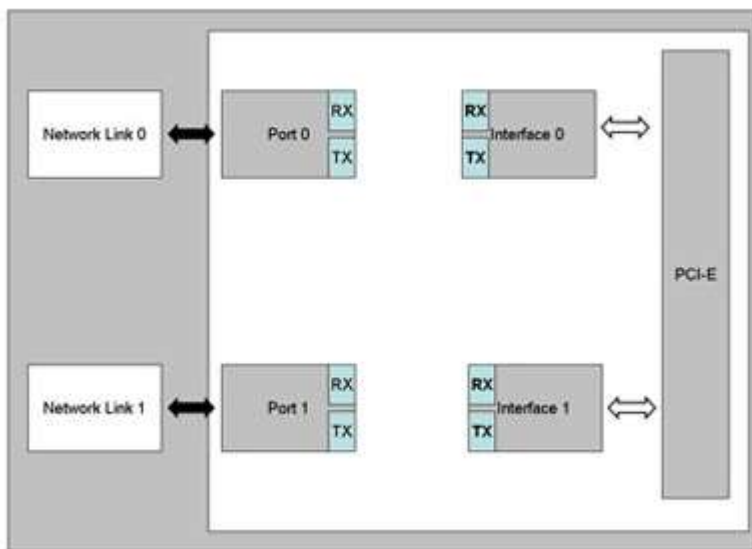 RX
RX
Network Link 0
Port 0
Interface 0
TX
TX
PCI-E
RX
RX
Network Link 1
Port 1
Interface 1
TX
TX